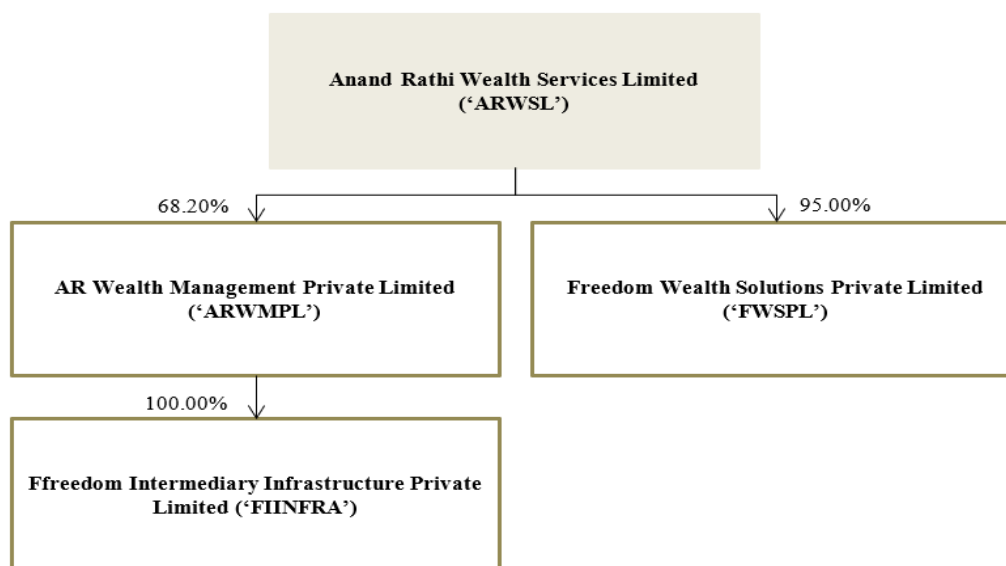 Anand Rathi Wealth Services Limited
(‘ARWSL’)
68.20%
95.00%
AR Wealth Management Private Limited
(‘ARWMPL’)
Freedom Wealth Solutions Private Limited
(‘FWSPL’)
100.00%
Ffreedom Intermediary Infrastructure Private
Limited (‘FIINFRA’)